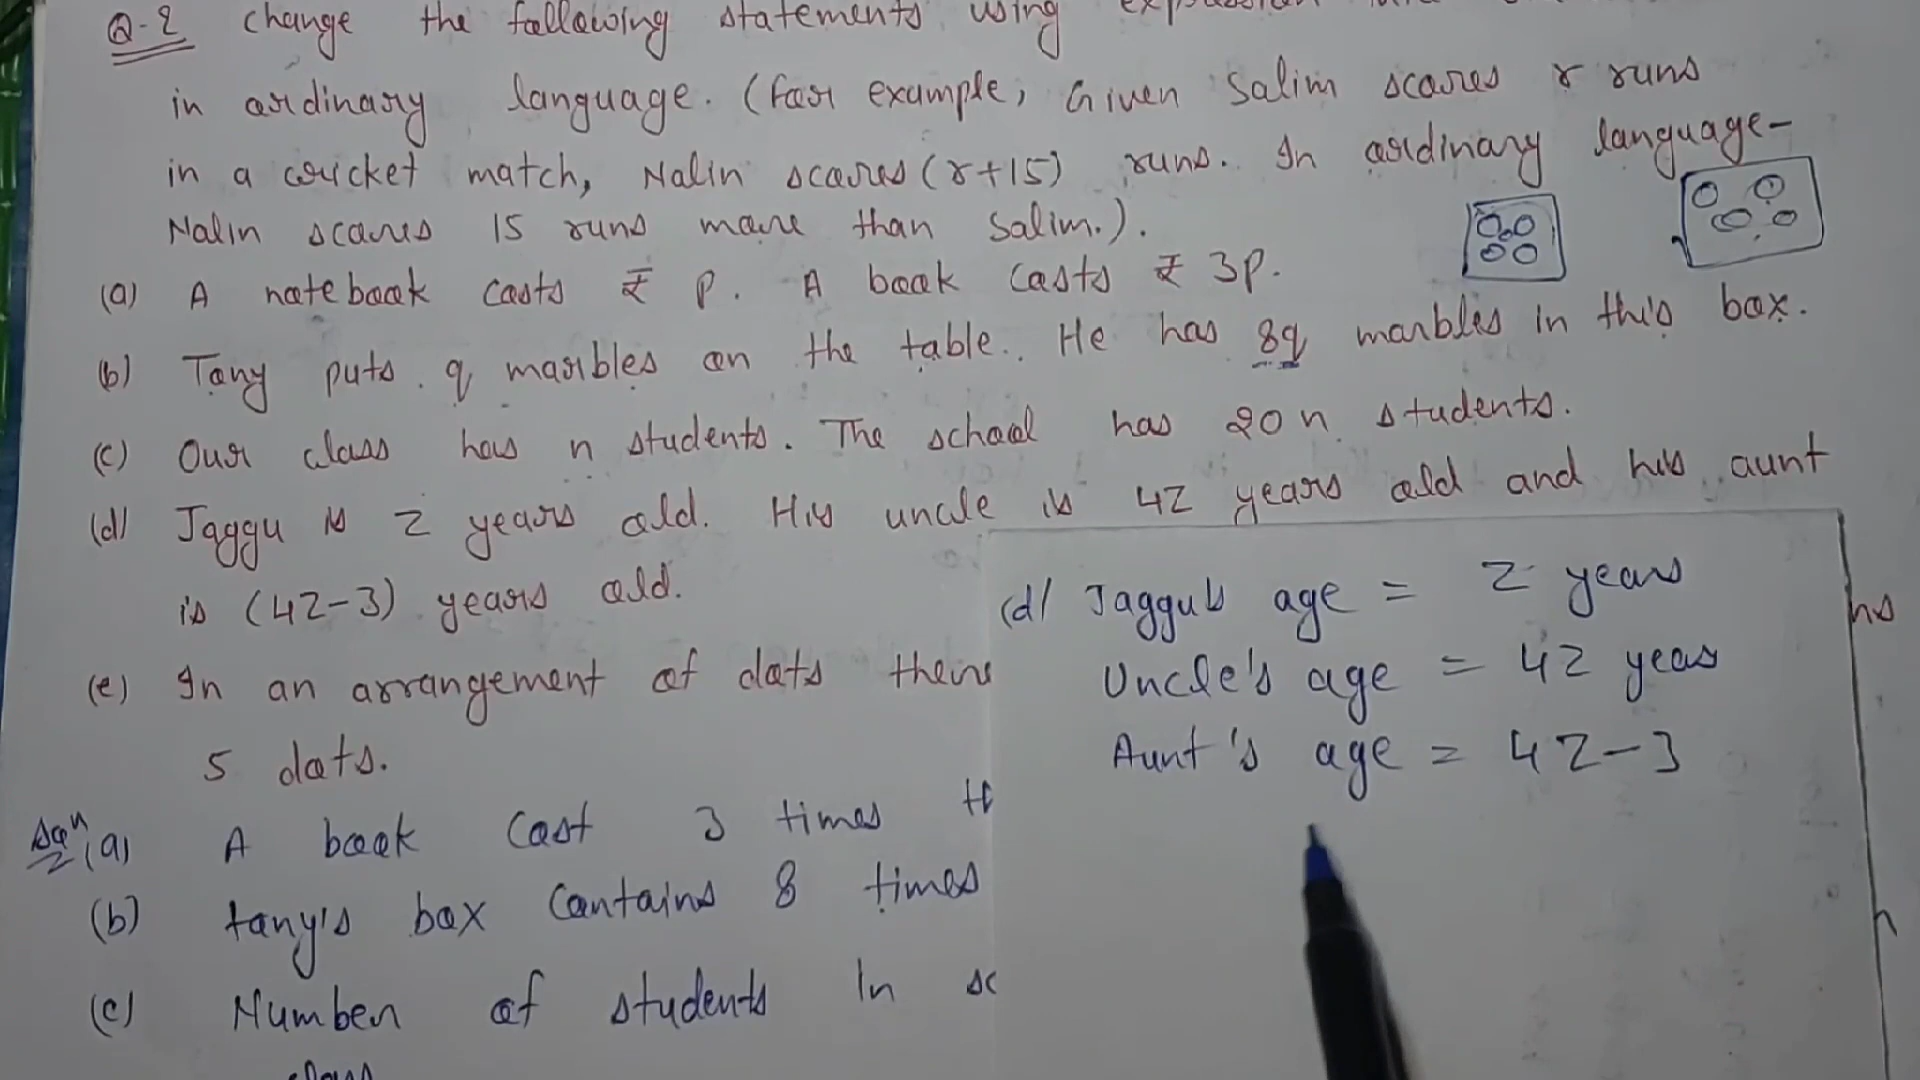 Q-2 change the following statements using
in ordinary language. (for example, Given Salim scores r runs
in a cricket match, Nalin scores (r+15) runs. In ordinary language-
Nalin scores 15 runs more than Salim.).
(a) A notebook costs ₹ p. A book costs ₹ 3p.
(b) Tony puts q marbles on the table. He has 8q marbles in this box.
(c) Our class has n students. The school has 20n students.
(d) Jaggu is z years old. His uncle is 4z years old and his aunt
is (4z-3) years old.
(e) In an arrangement of dots there
5 dots.
Soln (a) A book cost 3 times
(b) tony's box contains 8 times
(c) Number of students in
class
(d) Jaggu's age = z years
Uncle's age = 4z years
Aunt's age = 4z-3